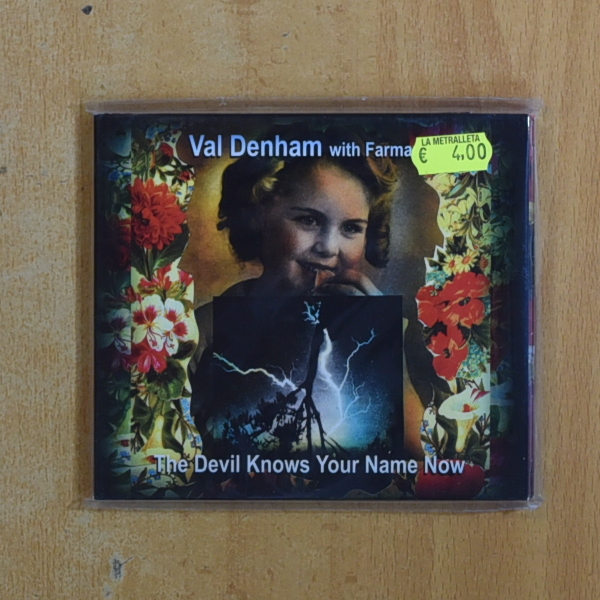 Val Denham with Farma
LA METRALLETA
€ 4,00
The Devil Knows Your Name Now